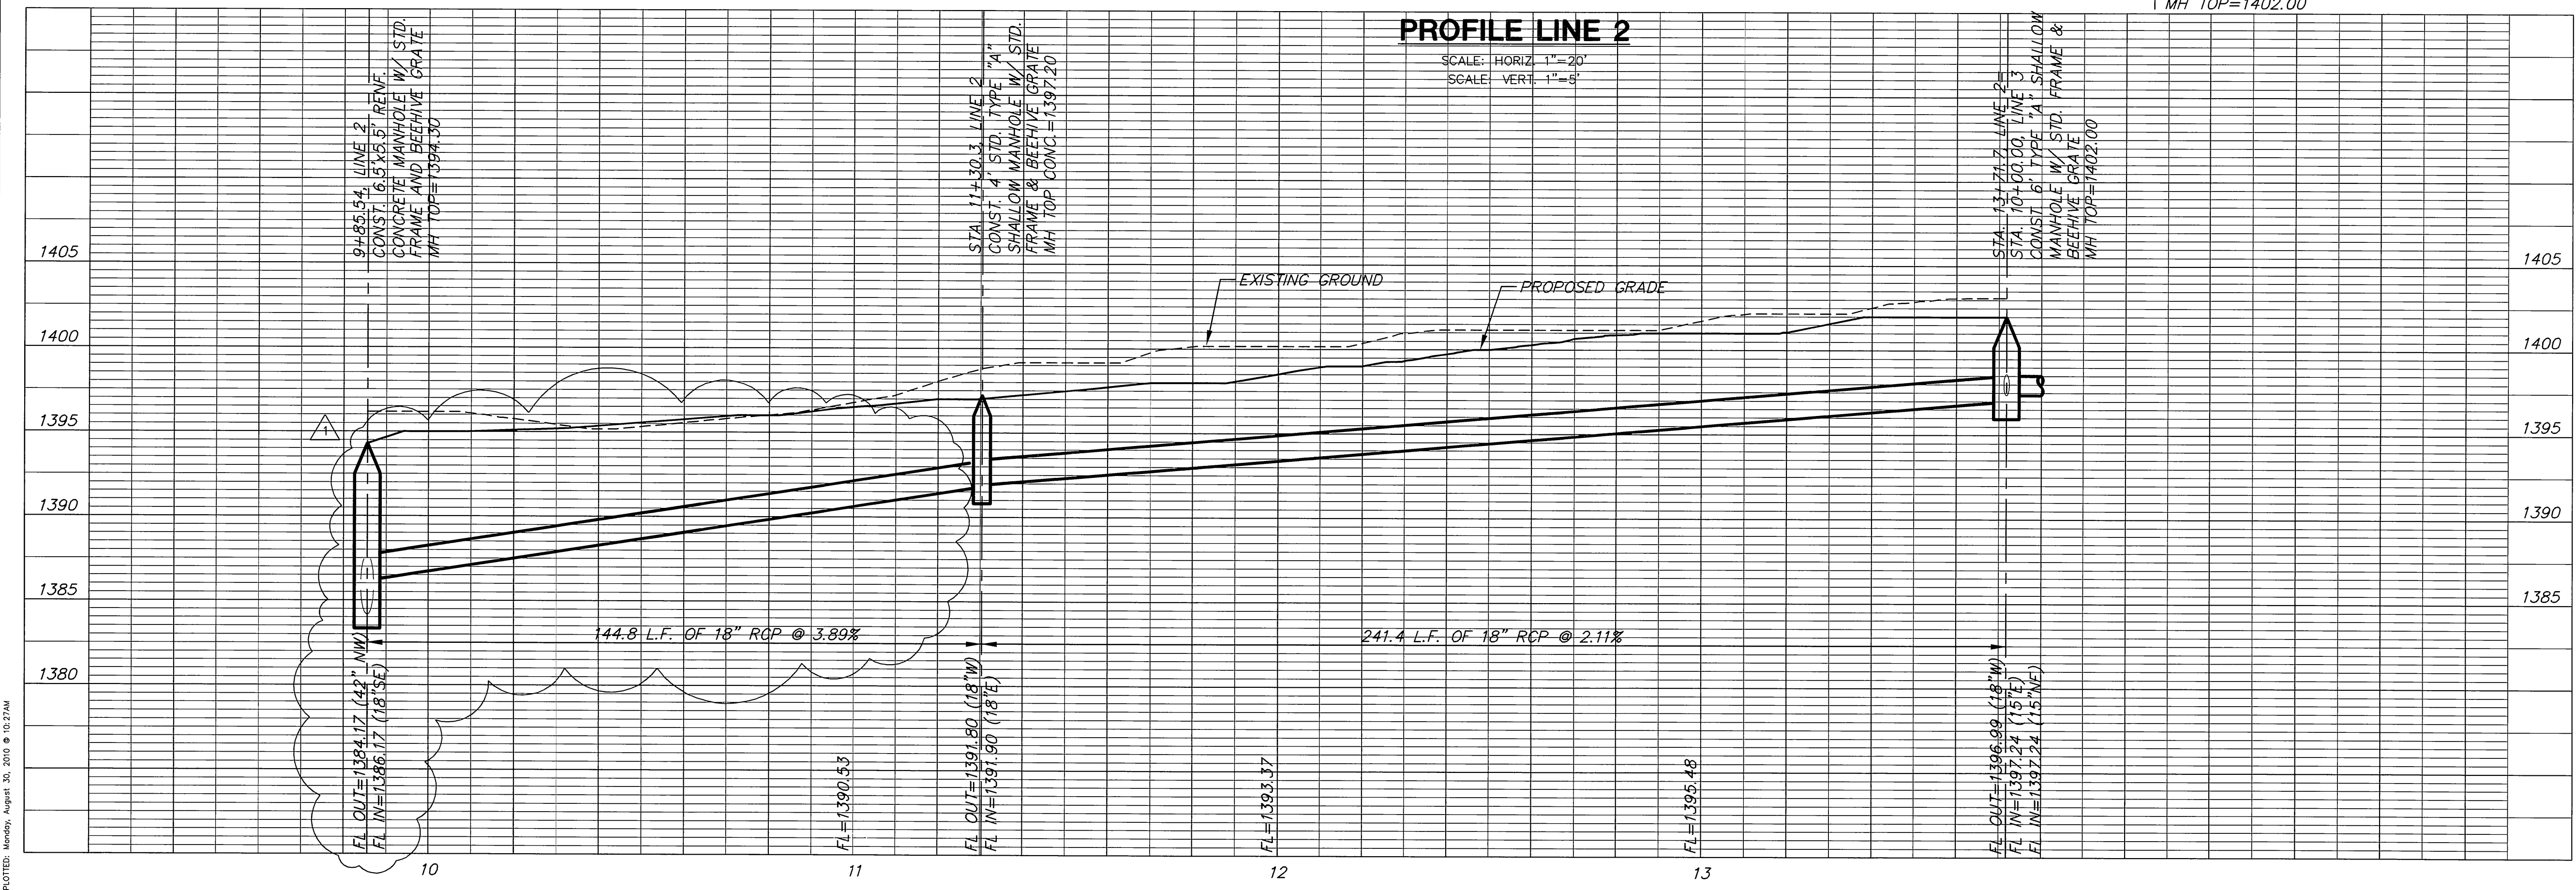 MH TOP=1402.00
PROFILE LINE 2
SCALE: HORIZ. 1"=20'
SCALE: VERT. 1"=5'
9+85.54, LINE 2
CONST. 6.5'x5.5' RENF.
CONCRETE MANHOLE W/ STD.
FRAME AND BEEHIVE GRATE
MH TOP=1394.30
STA. 11+30.3, LINE 2
CONST. 4' STD. TYPE "A"
SHALLOW MANHOLE W/ STD.
FRAME & BEEHIVE GRATE
MH TOP CONC.=1397.20
STA. 13+71.7, LINE 2=
STA. 10+00.00, LINE 3
CONST 6' TYPE "A" SHALLOW
MANHOLE W/ STD. FRAME &
BEEHIVE GRATE
MH TOP=1402.00
1405
1405
EXISTING GROUND
PROPOSED GRADE
1400
1400
1
1395
1395
1390
1390
1385
1385
144.8 L.F. OF 18" RCP @ 3.89%
241.4 L.F. OF 18" RCP @ 2.11%
1380
FL OUT=1384.17 (42" NW)
FL IN=1386.17 (18"SE)
FL=1390.53
FL OUT=1391.80 (18"W)
FL IN=1391.90 (18"E)
FL=1393.37
FL=1395.48
FL OUT=1396.99 (18"W)
FL IN=1397.24 (15"E)
FL IN=1397.24 (15"NE)
10
11
12
13
PLOTTED: Monday, August 30, 2010 @ 10:27AM